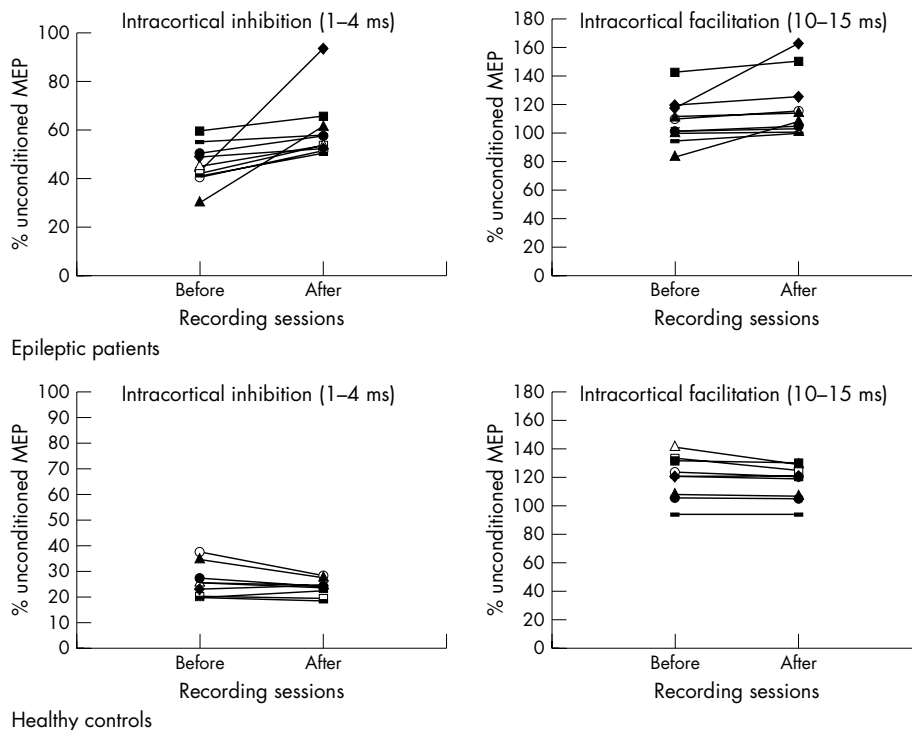 Intracortical inhibition (1–4 ms)
100
80
60
40
20
0
% unconditioned MEP
Before After
Recording sessions
Intracortical facilitation (10–15 ms)
180
160
140
120
100
80
60
40
20
0
% unconditioned MEP
Before After
Recording sessions
Epileptic patients
Intracortical inhibition (1–4 ms)
100
90
80
70
60
50
40
30
20
10
0
% unconditioned MEP
Before After
Recording sessions
Intracortical facilitation (10–15 ms)
180
160
140
120
100
80
60
40
20
0
% unconditioned MEP
Before After
Recording sessions
Healthy controls